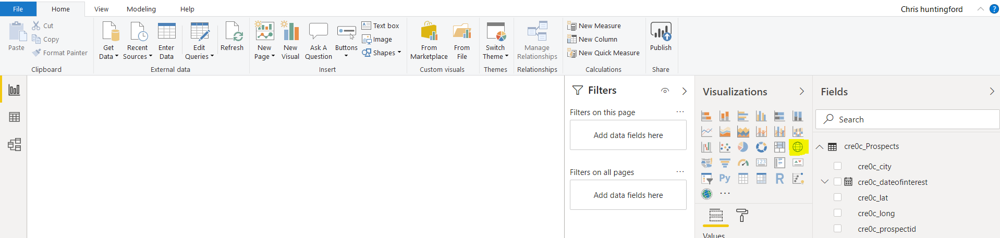 File Home View Modeling Help Chris huntingford ?
Paste
Cut
Copy
Format Painter
Clipboard
Get Data
Recent Sources
Enter Data
Edit Queries
Refresh
External data
New Page
New Visual
Ask A Question
Buttons
Text box
Image
Shapes
Insert
From Marketplace
From File
Custom visuals
Switch Theme
Themes
Manage Relationships
Relationships
New Measure
New Column
New Quick Measure
Calculations
Publish
Share
Filters
Filters on this page ...
Add data fields here
Filters on all pages ...
Add data fields here
Visualizations
123
Py R
...
Values
Fields
Search
cre0c_Prospects
cre0c_city
cre0c_dateofinterest
cre0c_lat
cre0c_long
cre0c_prospectid